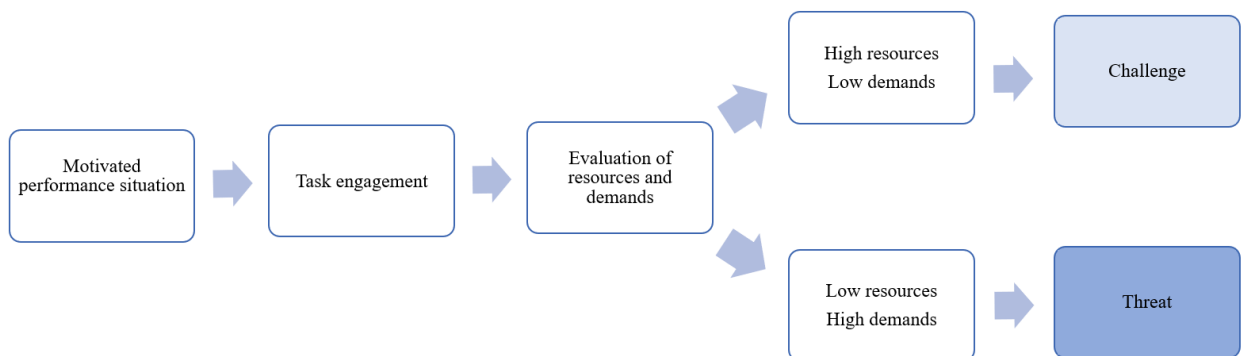 Motivated
performance situation
Task engagement
Evaluation of
resources and
demands
High resources
Low demands
Challenge
Low resources
High demands
Threat